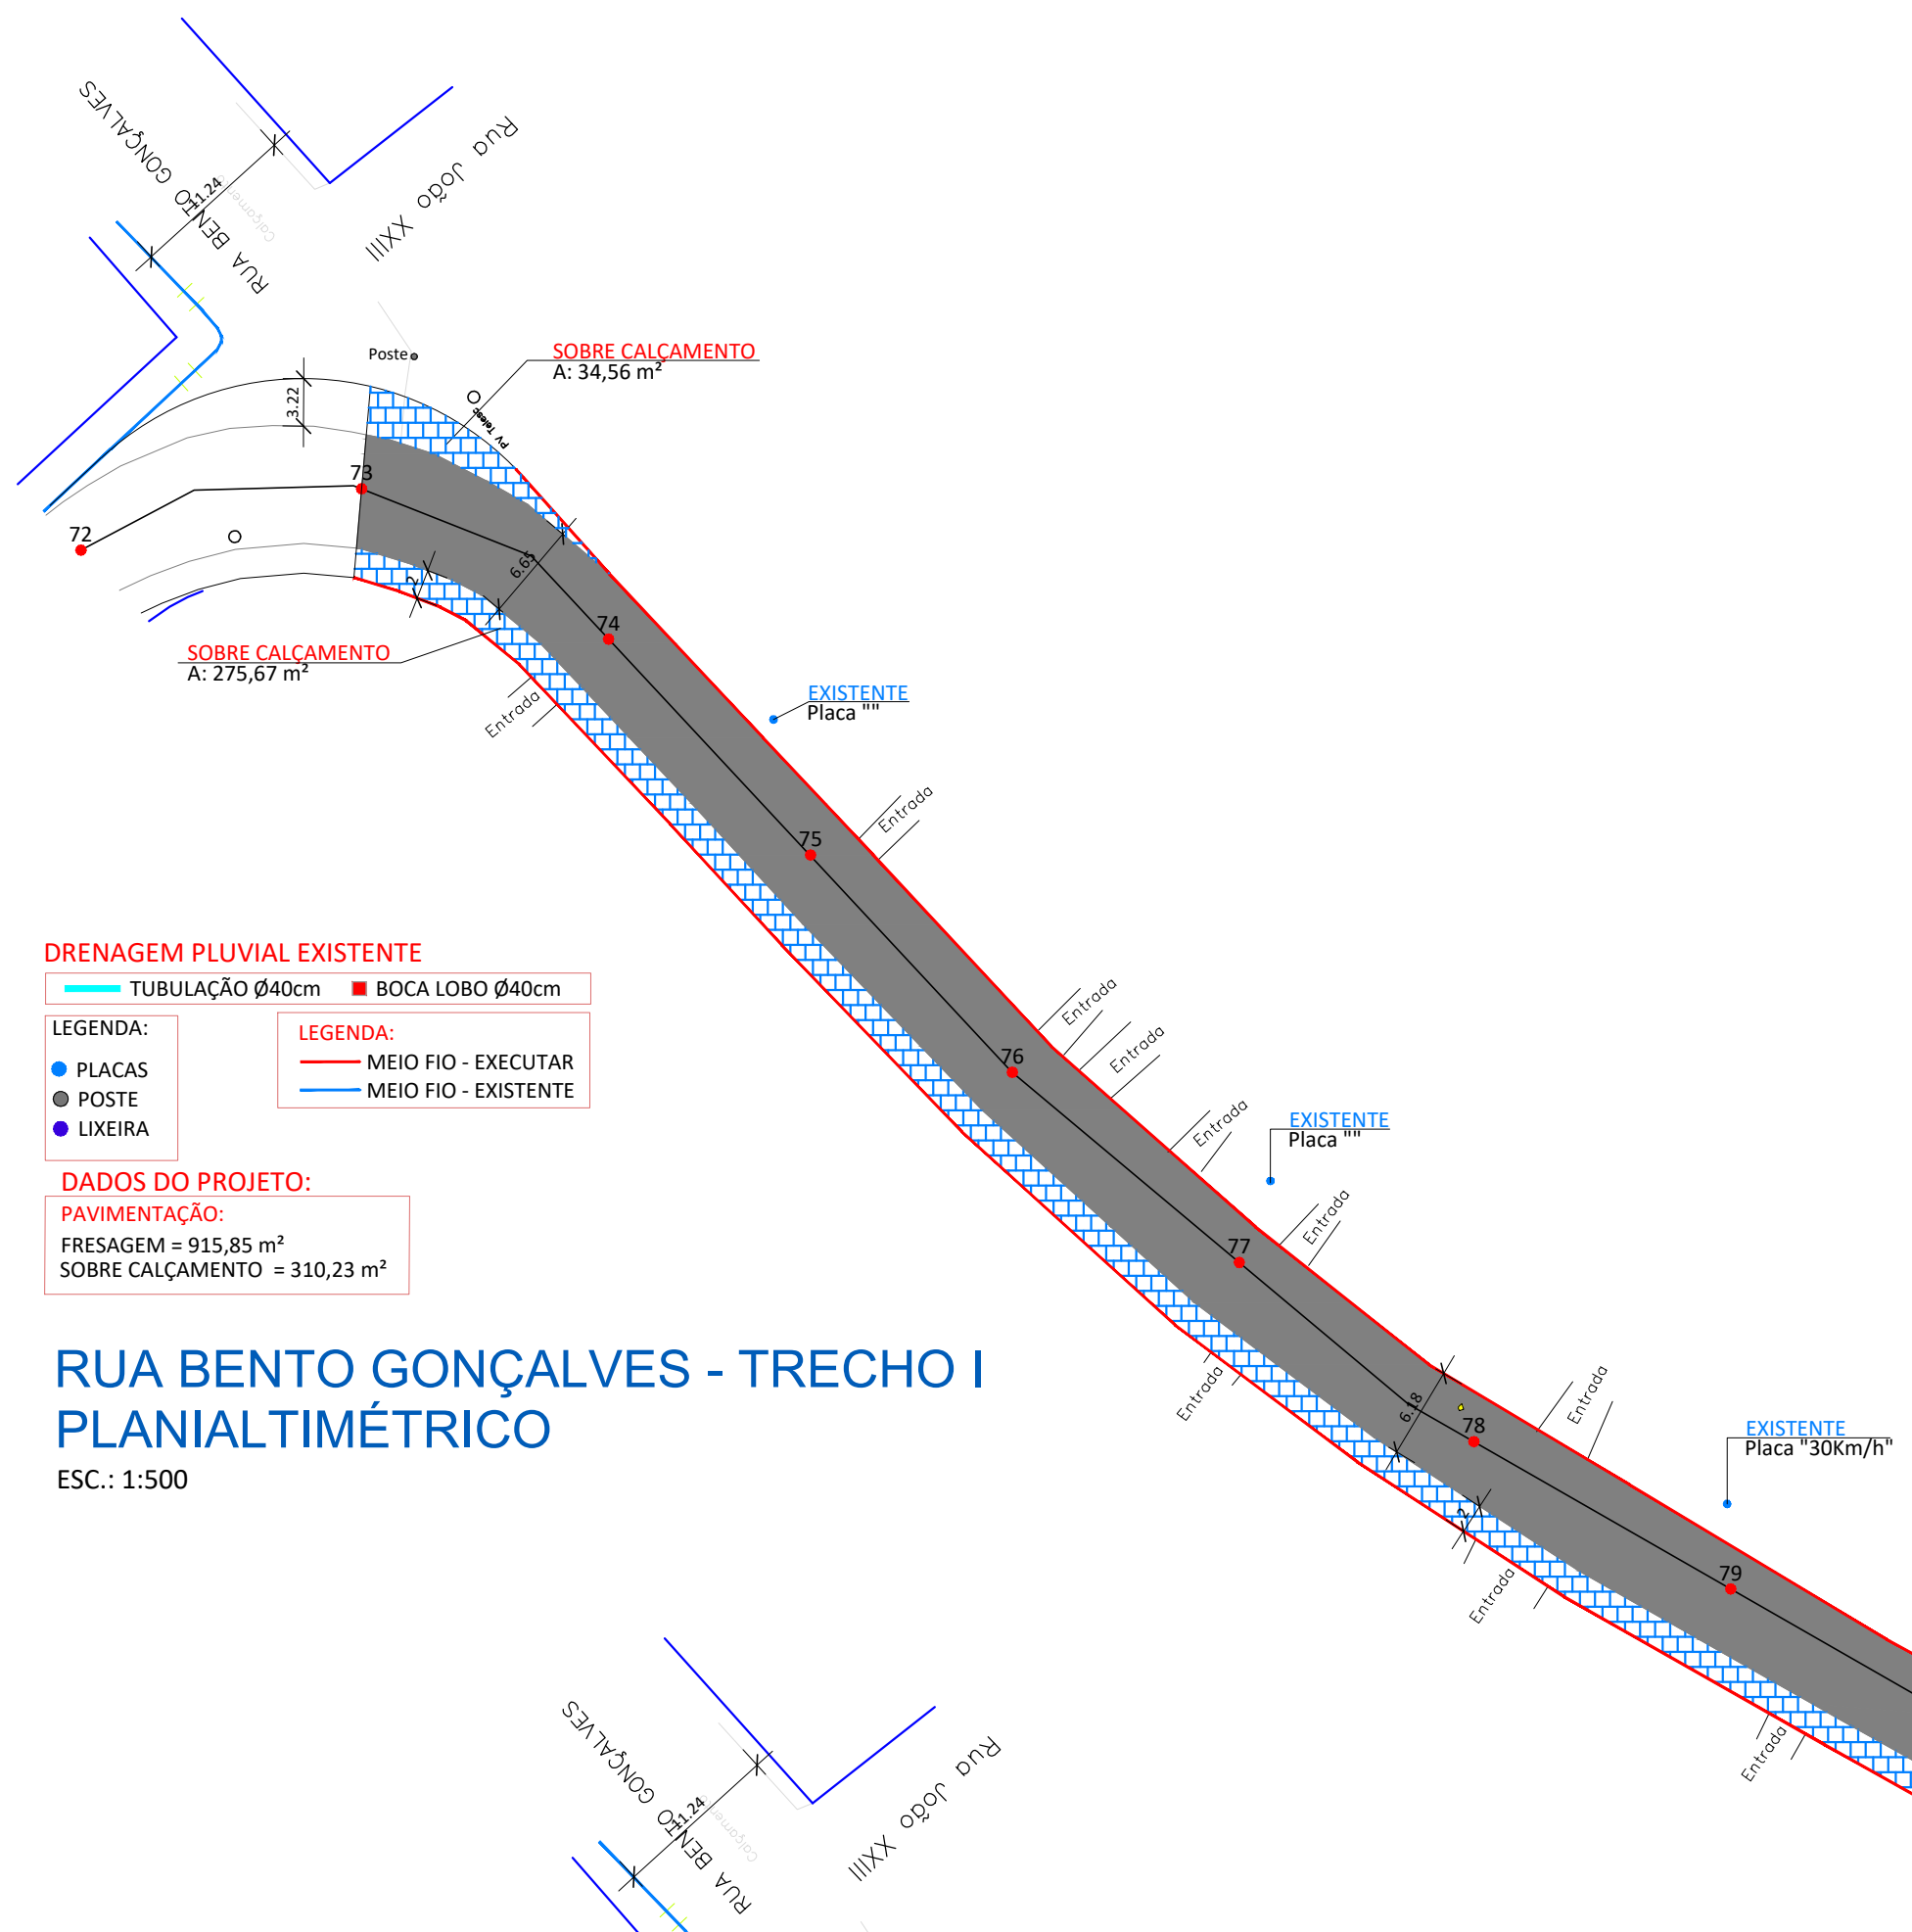 RUA BENTO GONÇALVES
11.24
Calçamento
Rua João XXIII
Poste
SOBRE CALÇAMENTO
A: 34,56 m²
3.22
PV Telesc
73
72
6.65
2
74
SOBRE CALÇAMENTO
A: 275,67 m²
Entrada
EXISTENTE
Placa ""
Entrada
75
DRENAGEM PLUVIAL EXISTENTE
TUBULAÇÃO Ø40cm
BOCA LOBO Ø40cm
LEGENDA:
PLACAS
POSTE
LIXEIRA
LEGENDA:
MEIO FIO - EXECUTAR
MEIO FIO - EXISTENTE
Entrada
Entrada
76
Entrada
EXISTENTE
Placa ""
Entrada
77
DADOS DO PROJETO:
PAVIMENTAÇÃO:
FRESAGEM = 915,85 m²
SOBRE CALÇAMENTO = 310,23 m²
RUA BENTO GONÇALVES - TRECHO I
PLANIALTIMÉTRICO
ESC.: 1:500
Entrada
6.18
78
Entrada
EXISTENTE
Placa "30Km/h"
2
Entrada
79
Entrada
RUA BENTO GONÇALVES
11.24
Calçamento
Rua João XXIII